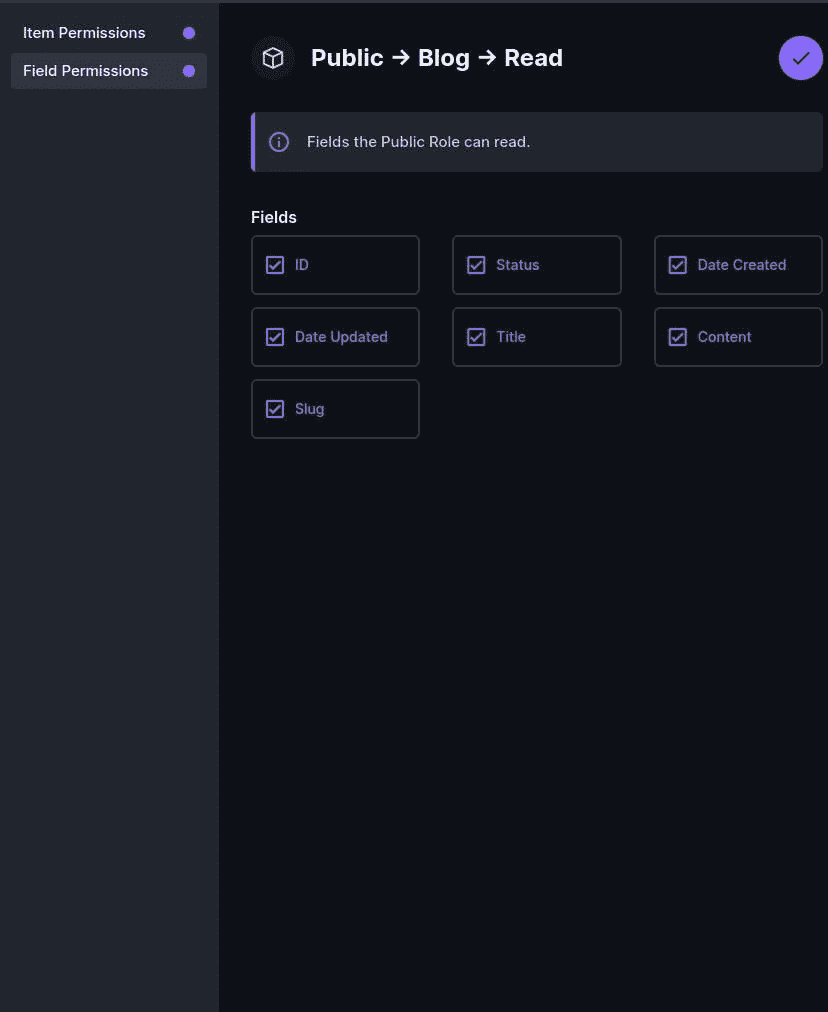 Item Permissions
Field Permissions
Public → Blog → Read
Fields the Public Role can read.
Fields
ID
Status
Date Created
Date Updated
Title
Content
Slug